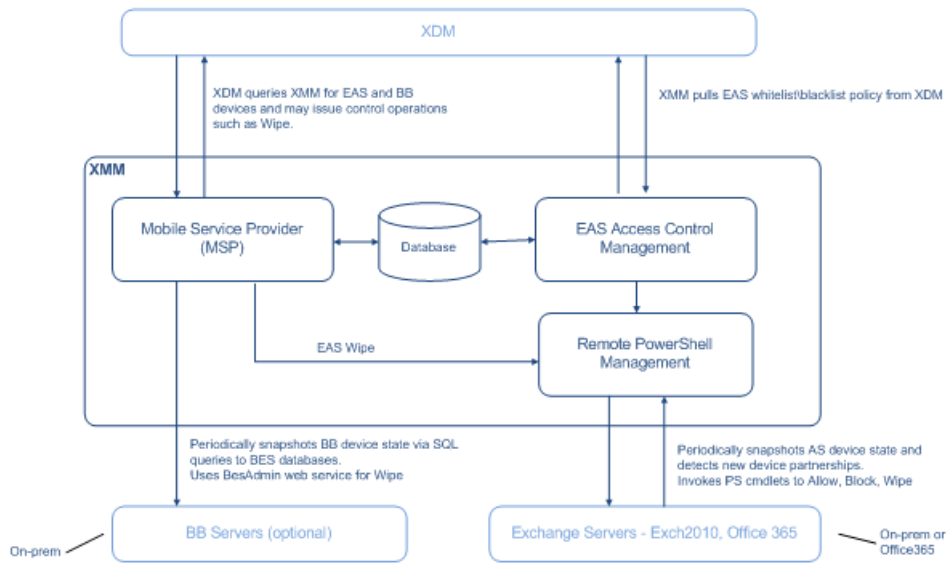 XDM
XDM queries XMM for EAS and BB
devices and may issue control operations
such as Wipe.
XMM pulls EAS whitelist\blacklist policy from XDM
XMM
Mobile Service Provider
(MSP)
Database
EAS Access Control
Management
Remote PowerShell
Management
EAS Wipe
Periodically snapshots BB device state via SQL
queries to BES databases.
Uses BesAdmin web service for Wipe
Periodically snapshots AS device state and
detects new device partnerships.
Invokes PS cmdlets to Allow, Block, Wipe
BB Servers (optional)
Exchange Servers - Exch2010, Office 365
On-prem
On-prem or
Office365